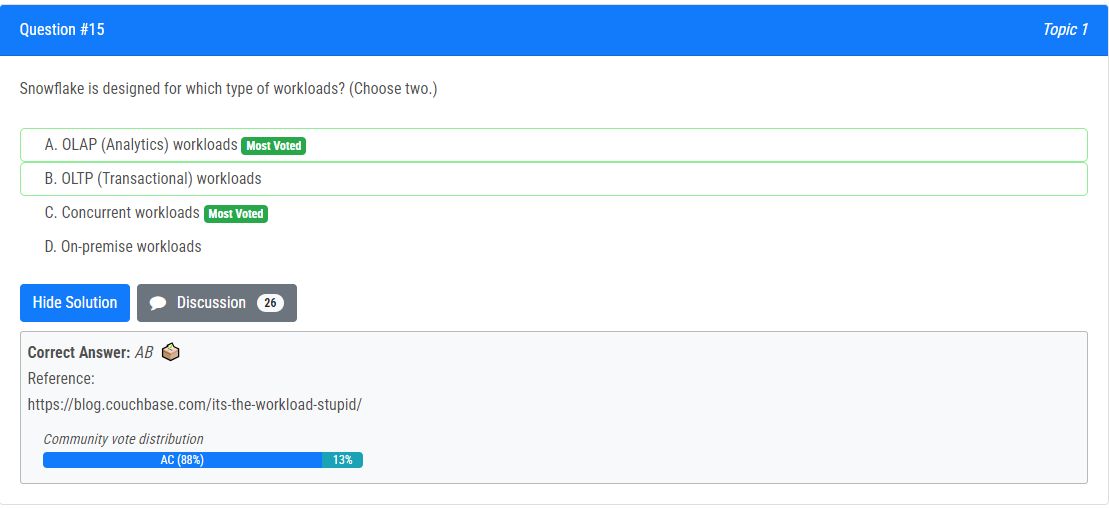 Question #15 Topic 1
Snowflake is designed for which type of workloads? (Choose two.)
A. OLAP (Analytics) workloads Most Voted
B. OLTP (Transactional) workloads
C. Concurrent workloads Most Voted
D. On-premise workloads
Hide Solution Discussion 26
Correct Answer: AB
Reference:
https://blog.couchbase.com/its-the-workload-stupid/
Community vote distribution
AC (88%) 13%